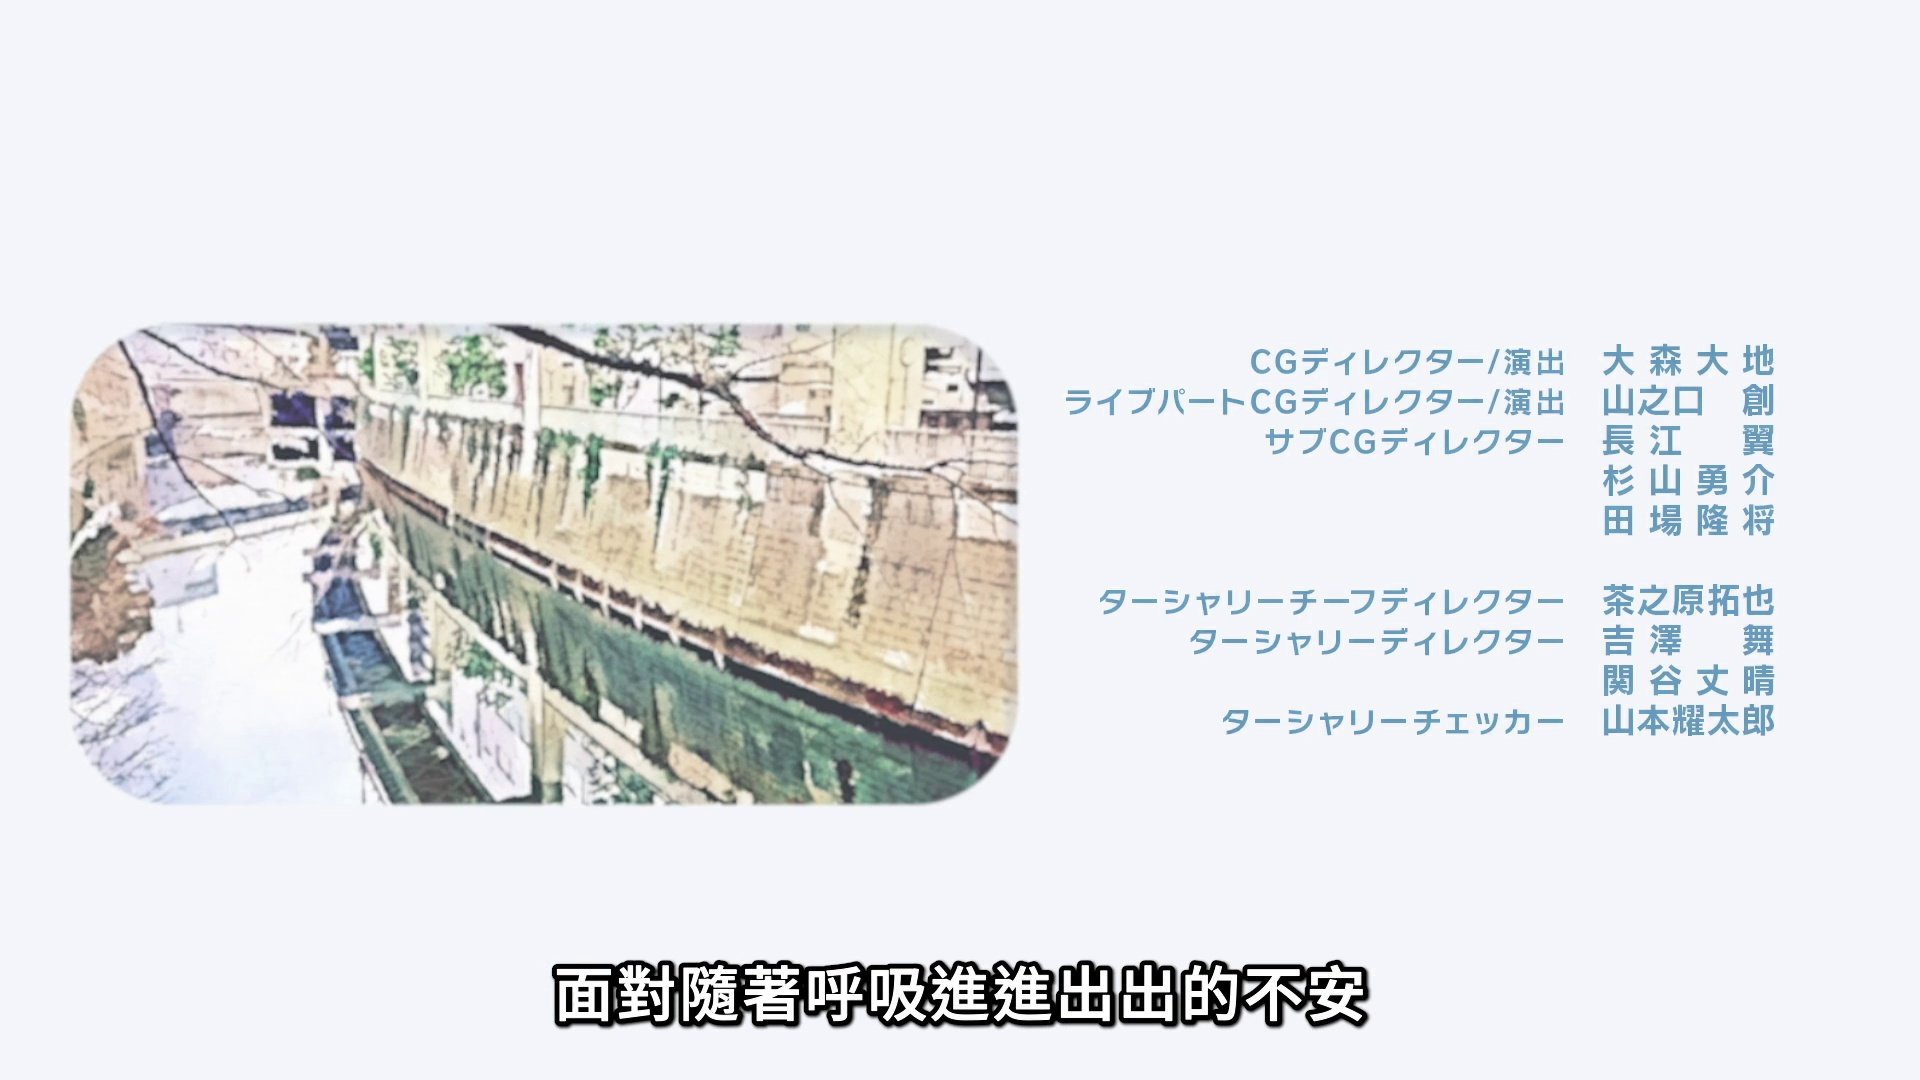 CGディレクター/演出 大森大地
ライブパートCGディレクター/演出 山之口 創
サブCGディレクター 長江 翼
杉山勇介
田場隆将
ターシャリーチーフディレクター 茶之原拓也
ターシャリーディレクター 吉澤 舞
関谷丈晴
ターシャリーチェッカー 山本耀太郎
面對隨著呼吸進進出出的不安